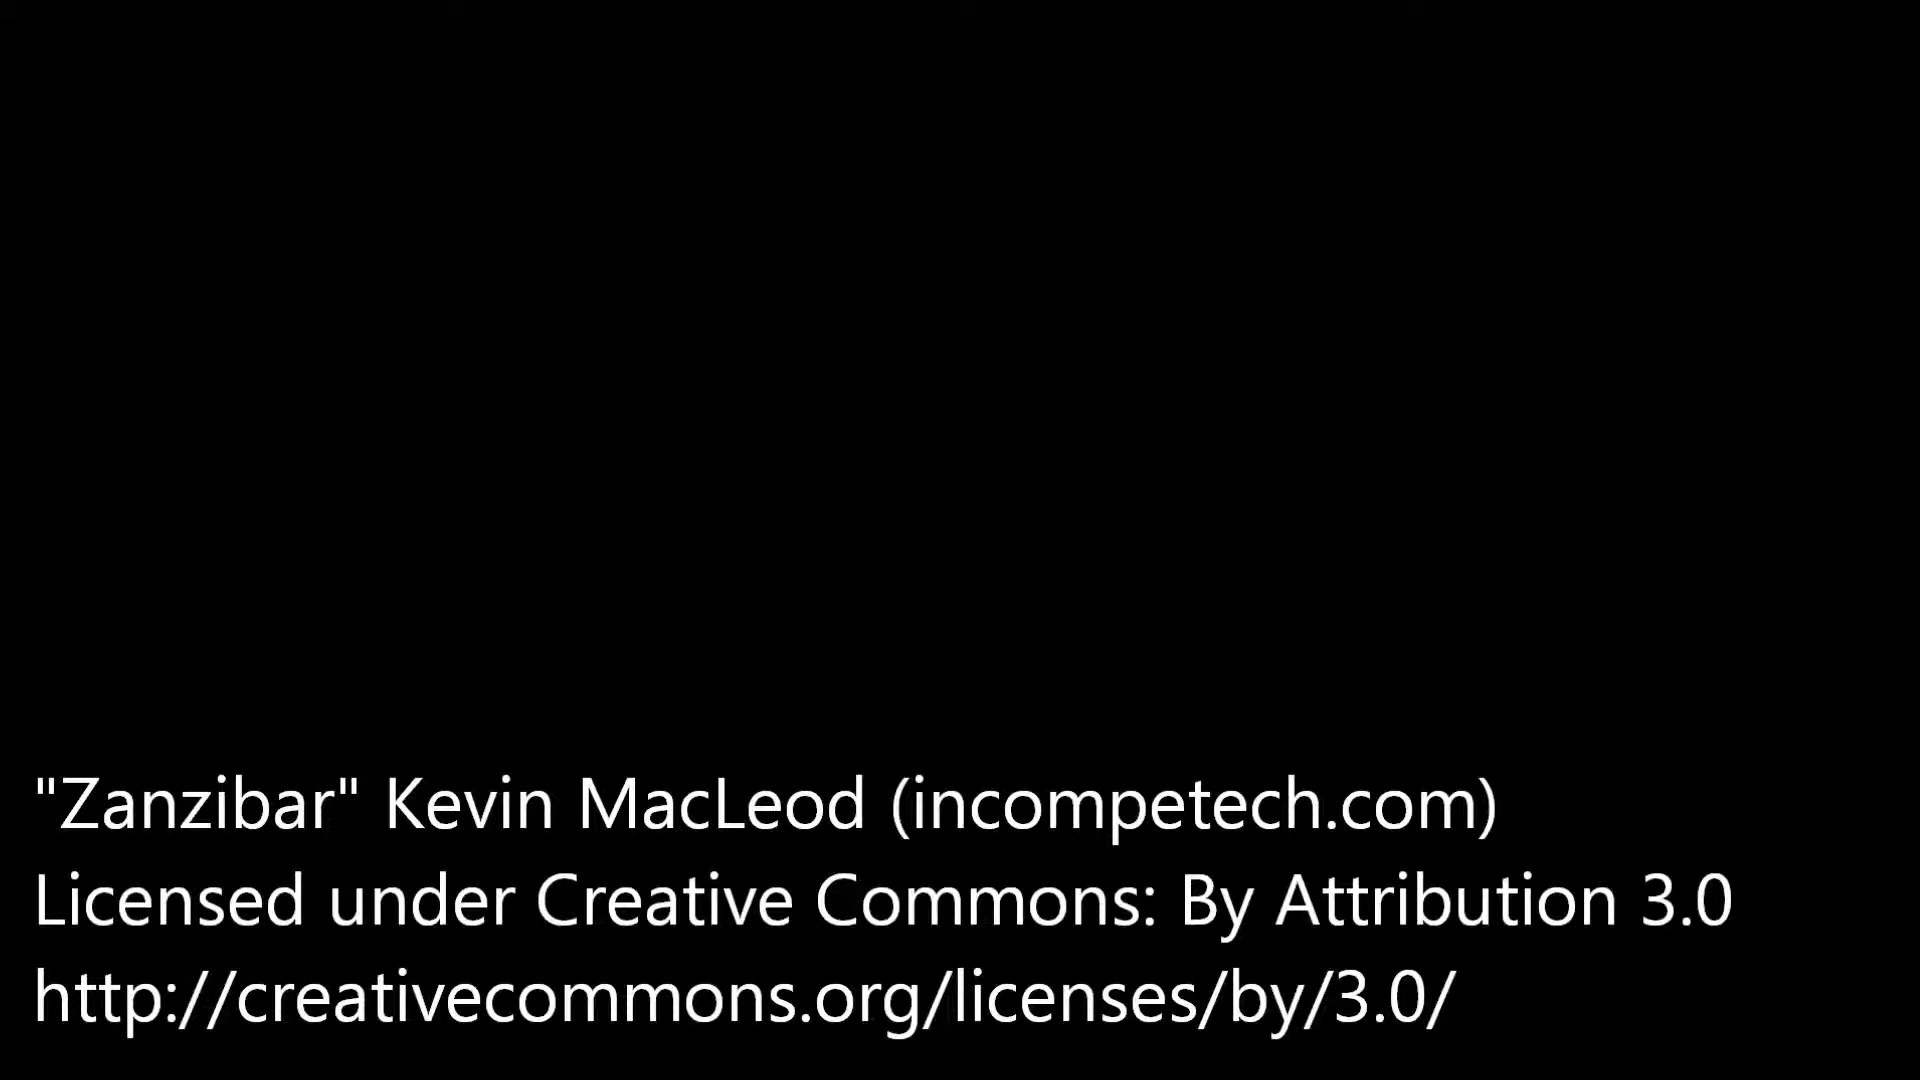 "Zanzibar" Kevin MacLeod (incompetech.com)
Licensed under Creative Commons: By Attribution 3.0
http://creativecommons.org/licenses/by/3.0/